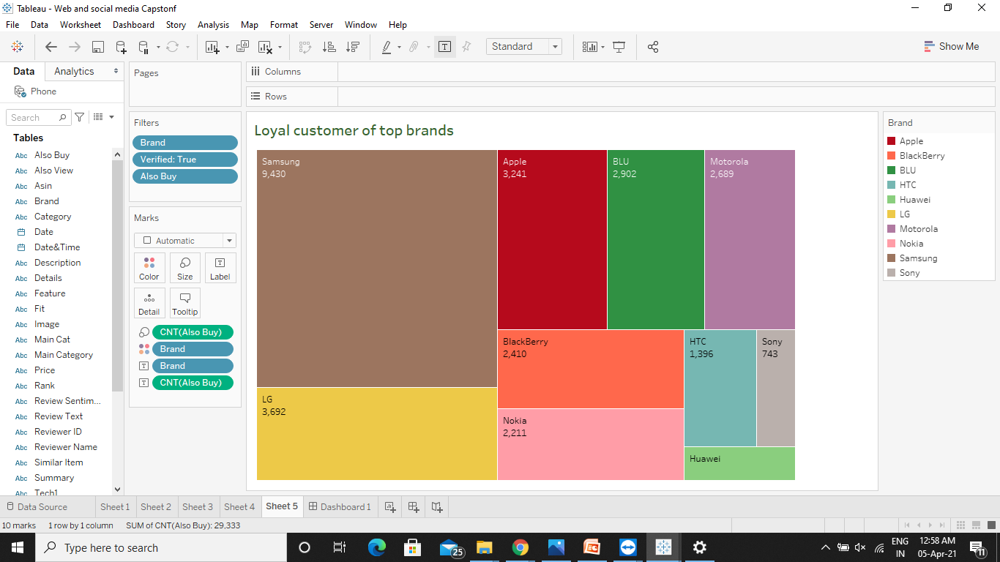 Tableau - Web and social media Capstonf
File Data Worksheet Dashboard Story Analysis Map Format Server Window Help
Standard
Show Me
Data Analytics
Phone
Search
Tables
Abc Also Buy
Abc Also View
Abc Asin
Abc Brand
Abc Category
Date
Date&Time
Abc Description
Abc Details
Abc Feature
Abc Fit
Abc Image
Abc Main Cat
Abc Main Category
Abc Price
Abc Rank
Abc Review Sentim...
Abc Review Text
Abc Reviewer ID
Abc Reviewer Name
Abc Similar Item
Abc Summary
Abc Tech1
Pages
Filters
Brand
Verified: True
Also Buy
Marks
Automatic
Color Size Label
Detail Tooltip
CNT(Also Buy)
Brand
Brand
CNT(Also Buy)
Columns
Rows
Loyal customer of top brands
Samsung
9,430
Apple
3,241
BLU
2,902
Motorola
2,689
BlackBerry
2,410
HTC
1,396
Sony
743
LG
3,692
Nokia
2,211
Huawei
Brand
Apple
BlackBerry
BLU
HTC
Huawei
LG
Motorola
Nokia
Samsung
Sony
Data Source Sheet 1 Sheet 2 Sheet 3 Sheet 4 Sheet 5 Dashboard 1
10 marks 1 row by 1 column SUM of CNT(Also Buy): 29,333
Type here to search
25
ENG
IN
12:58 AM
05-Apr-21
11